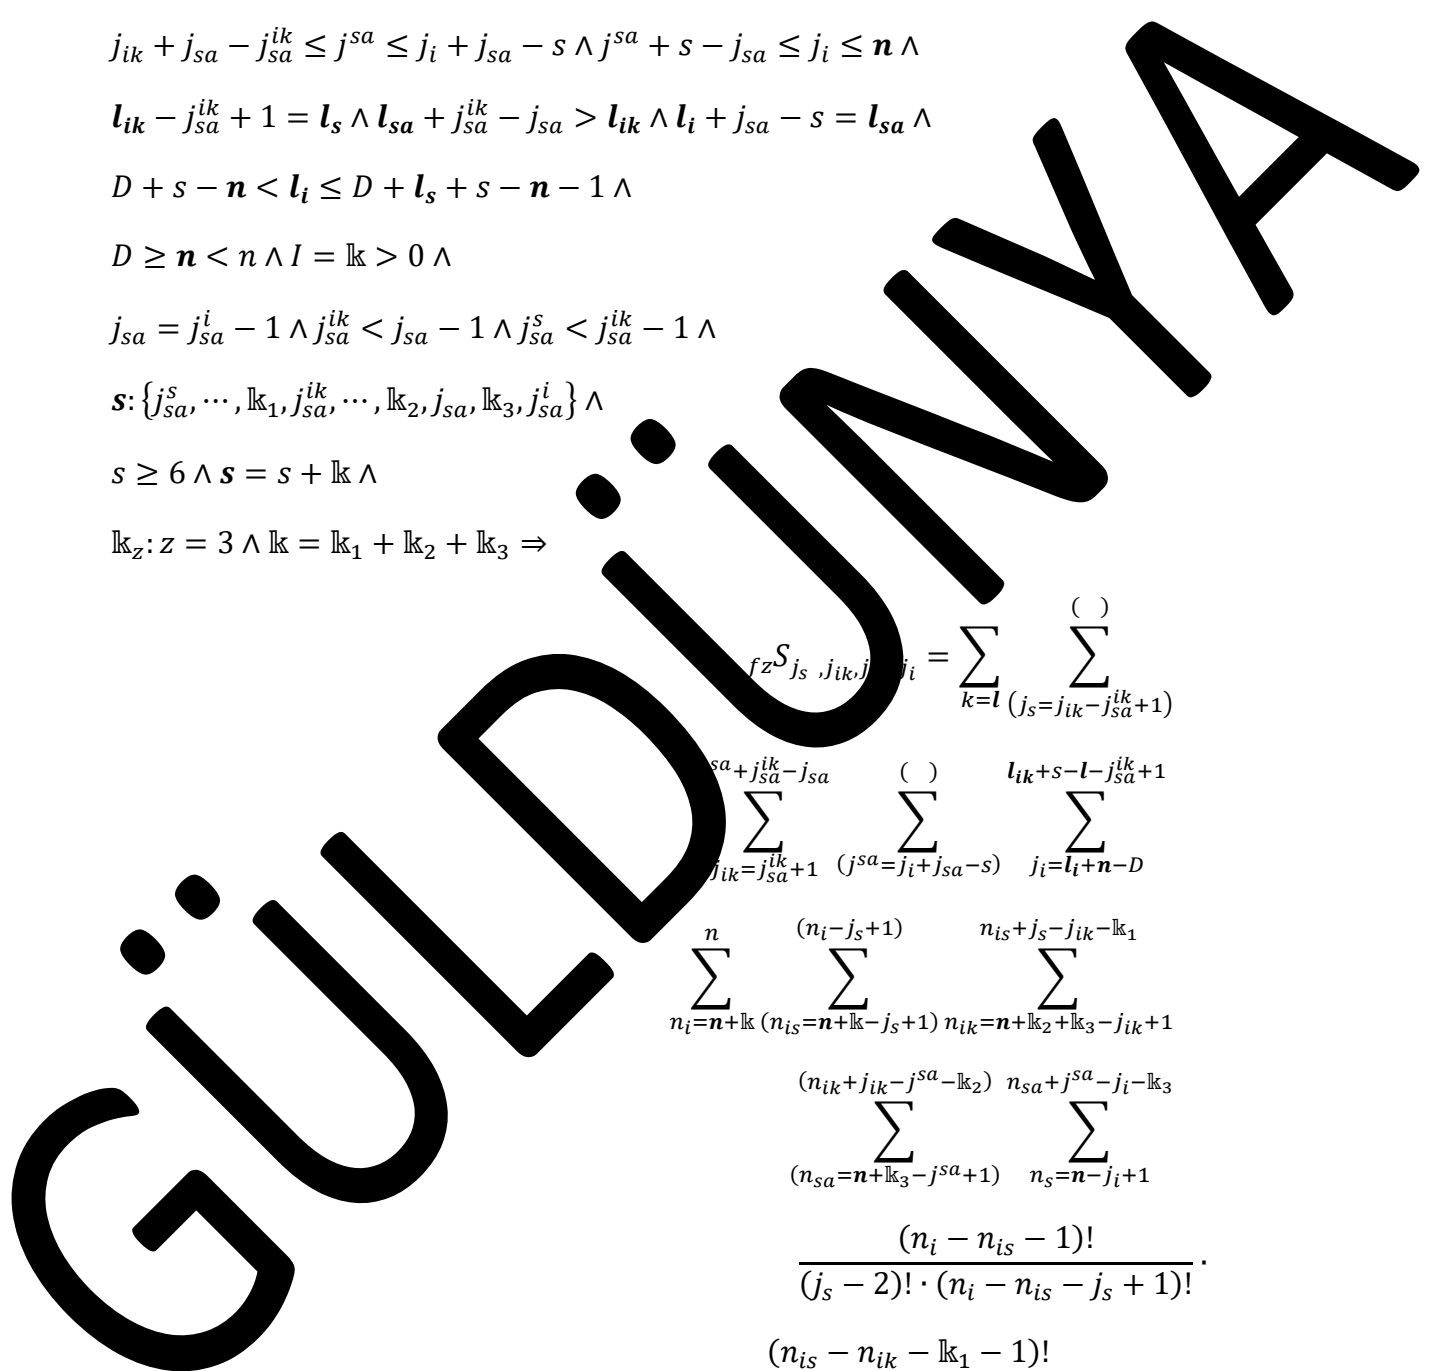 j_{ik} + j_{sa} − j_{sa}^{ik} ≤ j^{sa} ≤ j_i + j_{sa} − s ∧ j^{sa} + s − j_{sa} ≤ j_i ≤ n ∧
l_{ik} − j_{sa}^{ik} + 1 = l_s ∧ l_{sa} + j_{sa}^{ik} − j_{sa} > l_{ik} ∧ l_i + j_{sa} − s = l_{sa} ∧
D + s − n < l_i ≤ D + l_s + s − n − 1 ∧
D ≥ n < n ∧ I = 𝕜 > 0 ∧
j_{sa} = j_{sa}^i − 1 ∧ j_{sa}^{ik} < j_{sa} − 1 ∧ j_{sa}^s < j_{sa}^{ik} − 1 ∧
s: {j_{sa}^s, ⋯, 𝕜_1, j_{sa}^{ik}, ⋯, 𝕜_2, j_{sa}, 𝕜_3, j_{sa}^i} ∧
s ≥ 6 ∧ s = s + 𝕜 ∧
𝕜_z: z = 3 ∧ 𝕜 = 𝕜_1 + 𝕜_2 + 𝕜_3 ⇒
_{fz}S_{j_s ,j_{ik}, j_i} = ∑_{k=l} ∑_{(j_s=j_{ik}−j_{sa}^{ik}+1)}^{( )}
∑_{j_{ik}=j_{sa}^{ik}+1}^{sa+j_{sa}^{ik}−j_{sa}} ∑_{(j^{sa}=j_i+j_{sa}−s)}^{( )} ∑_{j_i=l_i+n−D}^{l_{ik}+s−l−j_{sa}^{ik}+1}
∑_{n_i=n+𝕜}^{n} ∑_{(n_{is}=n+𝕜−j_s+1)}^{(n_i−j_s+1)} ∑_{n_{ik}=n+𝕜_2+𝕜_3−j_{ik}+1}^{n_{is}+j_s−j_{ik}−𝕜_1}
∑_{(n_{sa}=n+𝕜_3−j^{sa}+1)}^{(n_{ik}+j_{ik}−j^{sa}−𝕜_2)} ∑_{n_s=n−j_i+1}^{n_{sa}+j^{sa}−j_i−𝕜_3}
(n_i − n_{is} − 1)!
(j_s − 2)! · (n_i − n_{is} − j_s + 1)! ·
(n_{is} − n_{ik} − 𝕜_1 − 1)!
GÜLDÜNYA